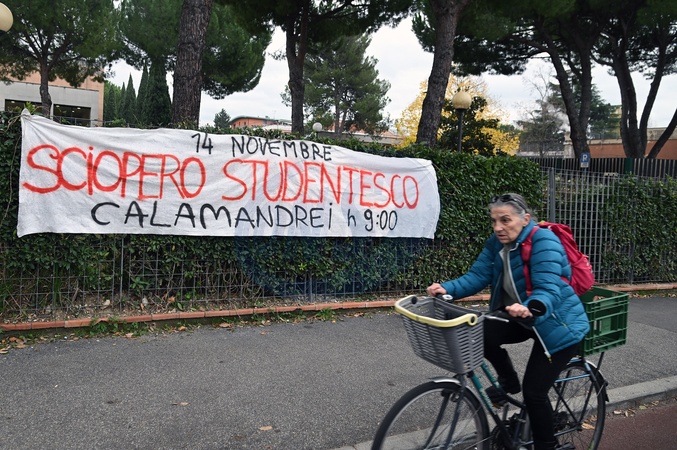 14 NOVEMBRE
SCIOPERO STUDENTESCO
CALAMANDREI h 9:00